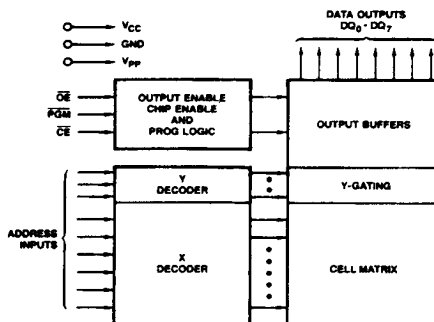 DATA OUTPUTS
DQ0 - DQ7
VCC
GND
VPP
OE
PGM
CE
OUTPUT ENABLE
CHIP ENABLE
AND
PROG LOGIC
OUTPUT BUFFERS
Y
DECODER
Y-GATING
ADDRESS
INPUTS
X
DECODER
CELL MATRIX